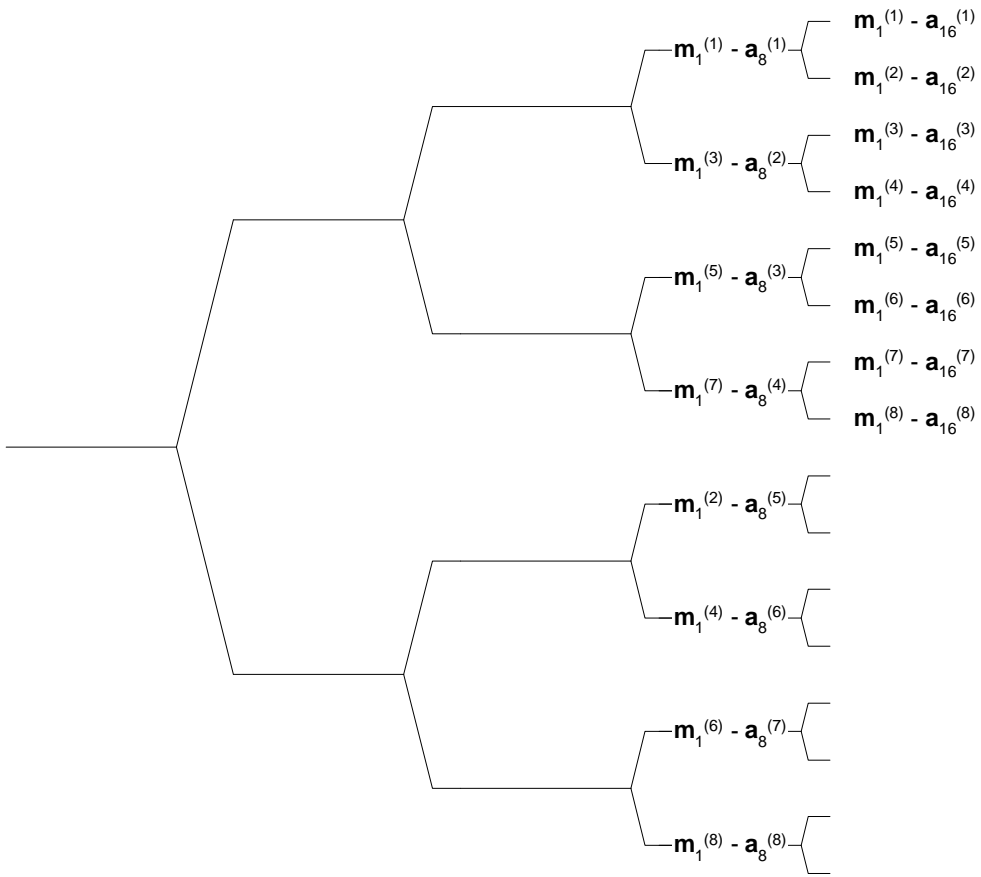 m₁⁽¹⁾ - a₈⁽¹⁾
m₁⁽³⁾ - a₈⁽²⁾
m₁⁽⁵⁾ - a₈⁽³⁾
m₁⁽⁷⁾ - a₈⁽⁴⁾
m₁⁽²⁾ - a₈⁽⁵⁾
m₁⁽⁴⁾ - a₈⁽⁶⁾
m₁⁽⁶⁾ - a₈⁽⁷⁾
m₁⁽⁸⁾ - a₈⁽⁸⁾
m₁⁽¹⁾ - a₁₆⁽¹⁾
m₁⁽²⁾ - a₁₆⁽²⁾
m₁⁽³⁾ - a₁₆⁽³⁾
m₁⁽⁴⁾ - a₁₆⁽⁴⁾
m₁⁽⁵⁾ - a₁₆⁽⁵⁾
m₁⁽⁶⁾ - a₁₆⁽⁶⁾
m₁⁽⁷⁾ - a₁₆⁽⁷⁾
m₁⁽⁸⁾ - a₁₆⁽⁸⁾